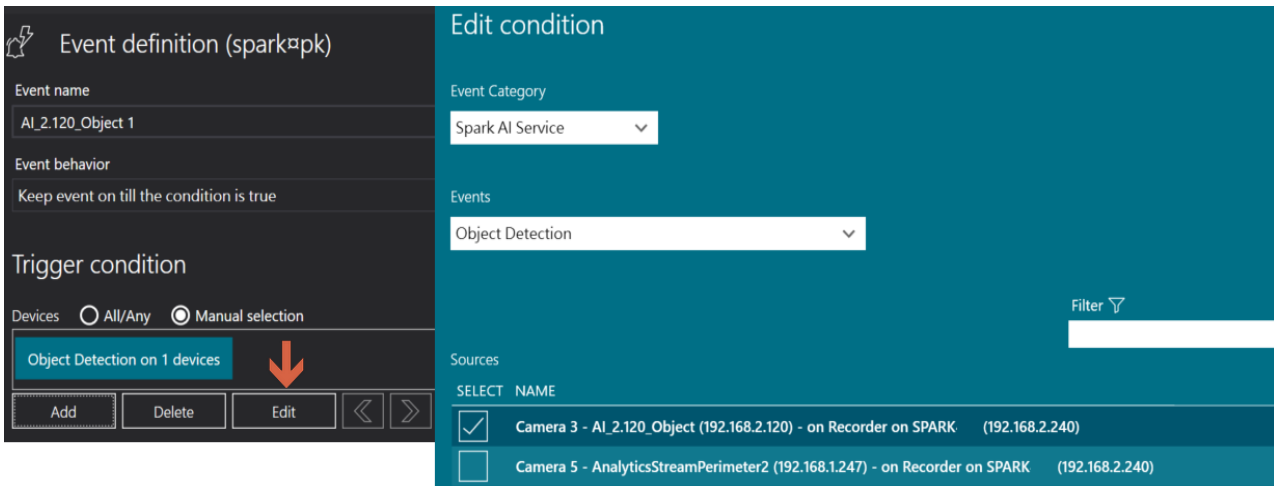 Event definition (spark¤pk)
Event name
AI_2.120_Object 1
Event behavior
Keep event on till the condition is true
Trigger condition
Devices All/Any Manual selection
Object Detection on 1 devices
Add Delete Edit
Edit condition
Event Category
Spark AI Service
Events
Object Detection
Filter
Sources
SELECT NAME
Camera 3 - AI_2.120_Object (192.168.2.120) - on Recorder on SPARK- (192.168.2.240)
Camera 5 - AnalyticsStreamPerimeter2 (192.168.1.247) - on Recorder on SPARK (192.168.2.240)